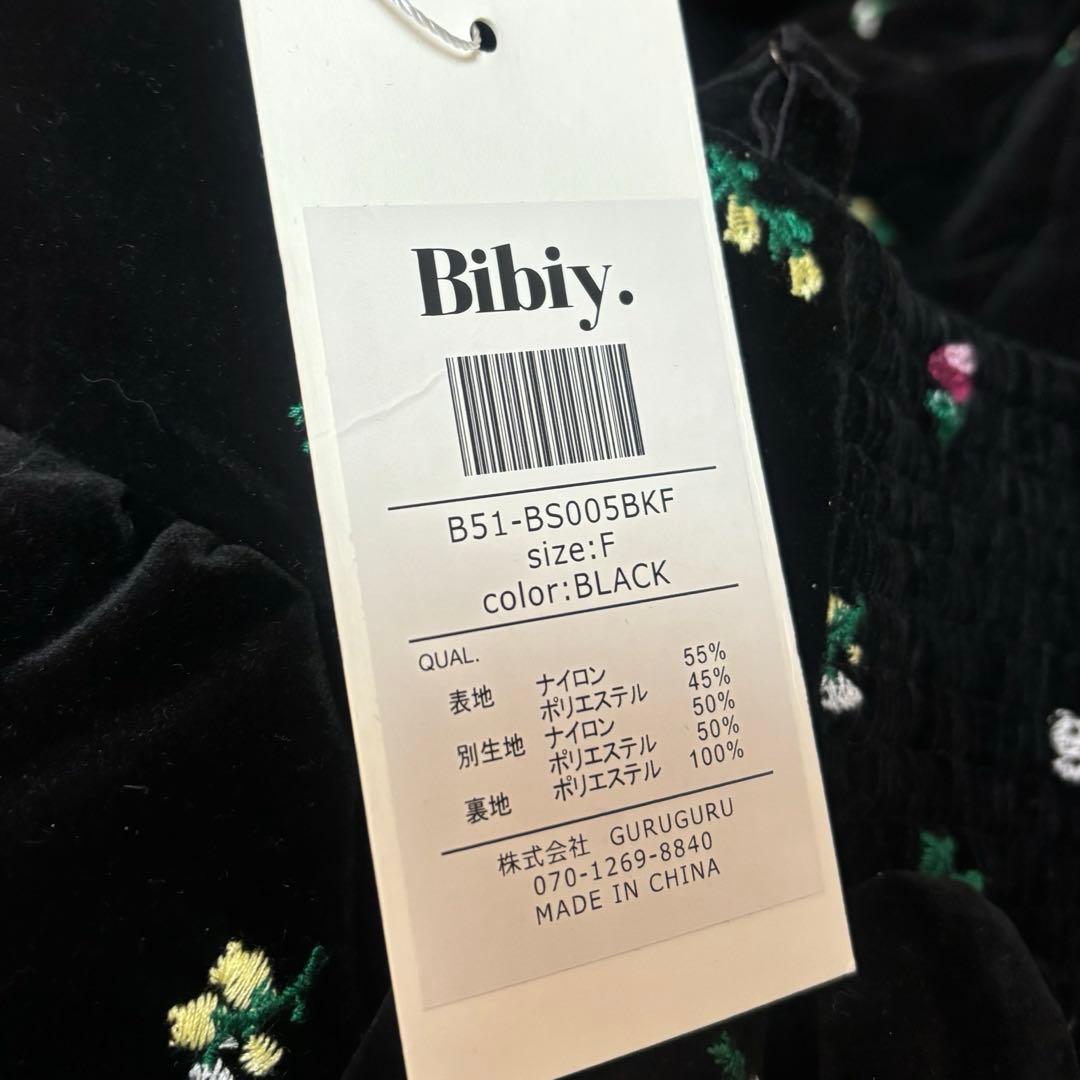 Bibiy.
B51-BS005BKF
size:F
color:BLACK
QUAL.
表地 ナイロン 55%
ポリエステル 45%
別生地 ナイロン 50%
ポリエステル 50%
裏地 ポリエステル 100%
株式会社 GURUGURU
070-1269-8840
MADE IN CHINA